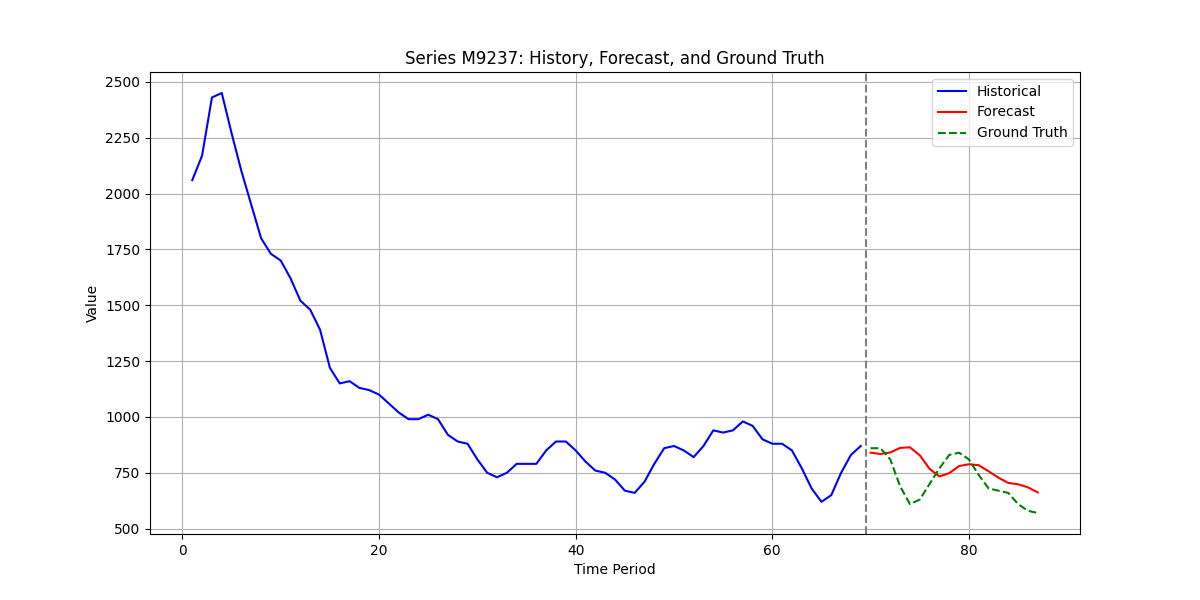 Series M9237: History, Forecast, and Ground Truth
Value
2500
2250
2000
1750
1500
1250
1000
750
500
Historical
Forecast
Ground Truth
0 20 40 60 80
Time Period